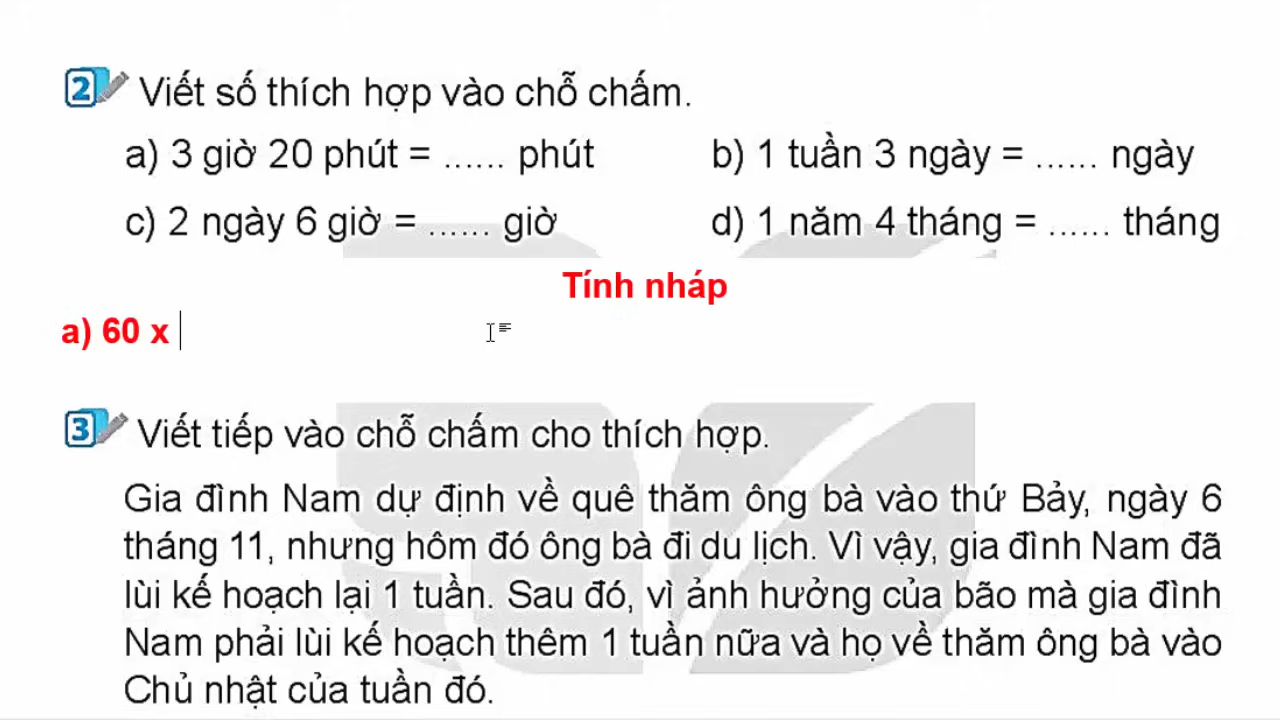 2 Viết số thích hợp vào chỗ chấm.
a) 3 giờ 20 phút = ...... phút b) 1 tuần 3 ngày = ...... ngày
c) 2 ngày 6 giờ = ...... giờ d) 1 năm 4 tháng = ...... tháng
Tính nháp
a) 60 x
3 Viết tiếp vào chỗ chấm cho thích hợp.
Gia đình Nam dự định về quê thăm ông bà vào thứ Bảy, ngày 6
tháng 11, nhưng hôm đó ông bà đi du lịch. Vì vậy, gia đình Nam đã
lùi kế hoạch lại 1 tuần. Sau đó, vì ảnh hưởng của bão mà gia đình
Nam phải lùi kế hoạch thêm 1 tuần nữa và họ về thăm ông bà vào
Chủ nhật của tuần đó.